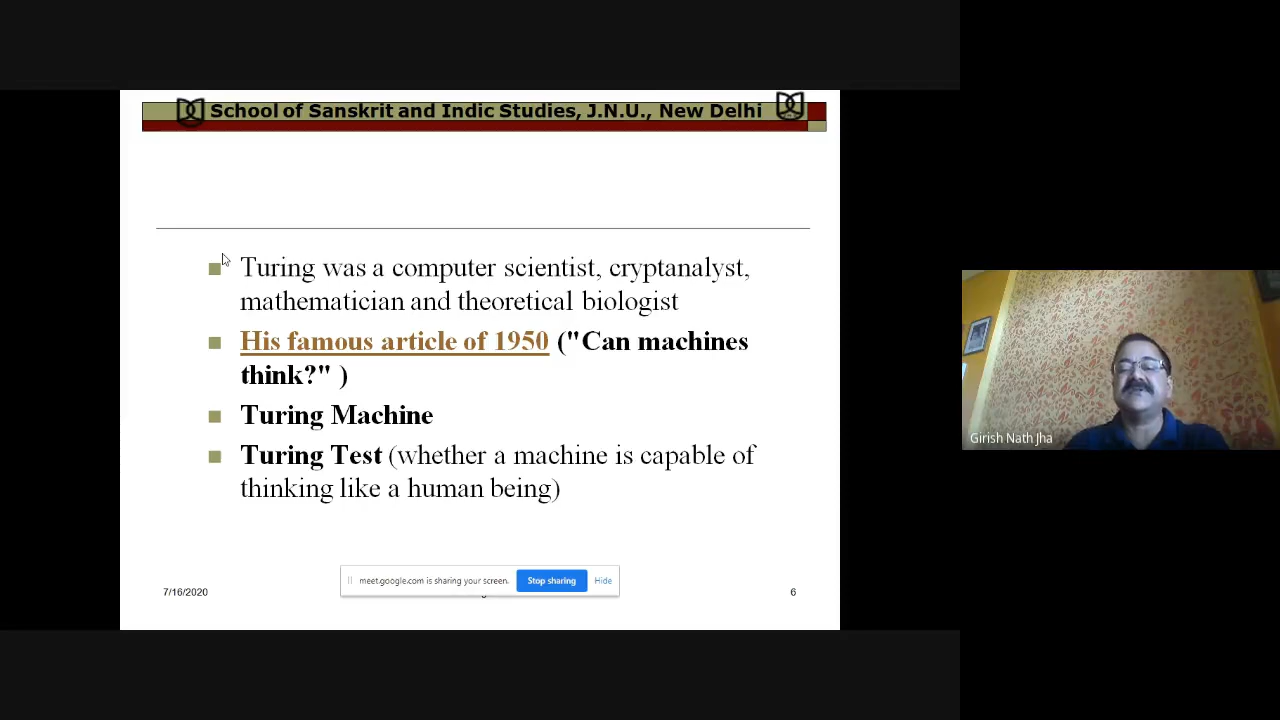 School of Sanskrit and Indic Studies, J.N.U., New Delhi
Turing was a computer scientist, cryptanalyst,
mathematician and theoretical biologist
His famous article of 1950 ("Can machines
think?" )
Turing Machine
Turing Test (whether a machine is capable of
thinking like a human being)
meet.google.com is sharing your screen.
Stop sharing
Hide
7/16/2020
6
Girish Nath Jha